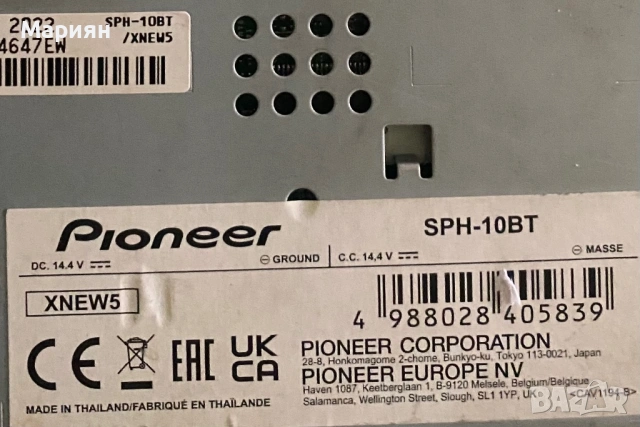 Мариян
2022
SPH-10BT
4647EW
/XNEW5
Pioneer
SPH-10BT
DC. 14.4 V
⊖ GROUND
C.C. 14,4 V
⊖ MASSE
XNEW5
4 988028 405839
CE
EAC
UK
CA
PIONEER CORPORATION
28-8, Honkomagome 2-chome, Bunkyo-ku, Tokyo 113-0021, Japan
PIONEER EUROPE NV
Haven 1087, Keetberglaan 1, B-9120 Melsele, Belgium/Belgique
Salamanca, Wellington Street, Slough, SL1 1YP, UK
<CAV1194-B>
MADE IN THAILAND/FABRIQUÉ EN THAÏLANDE
bazar